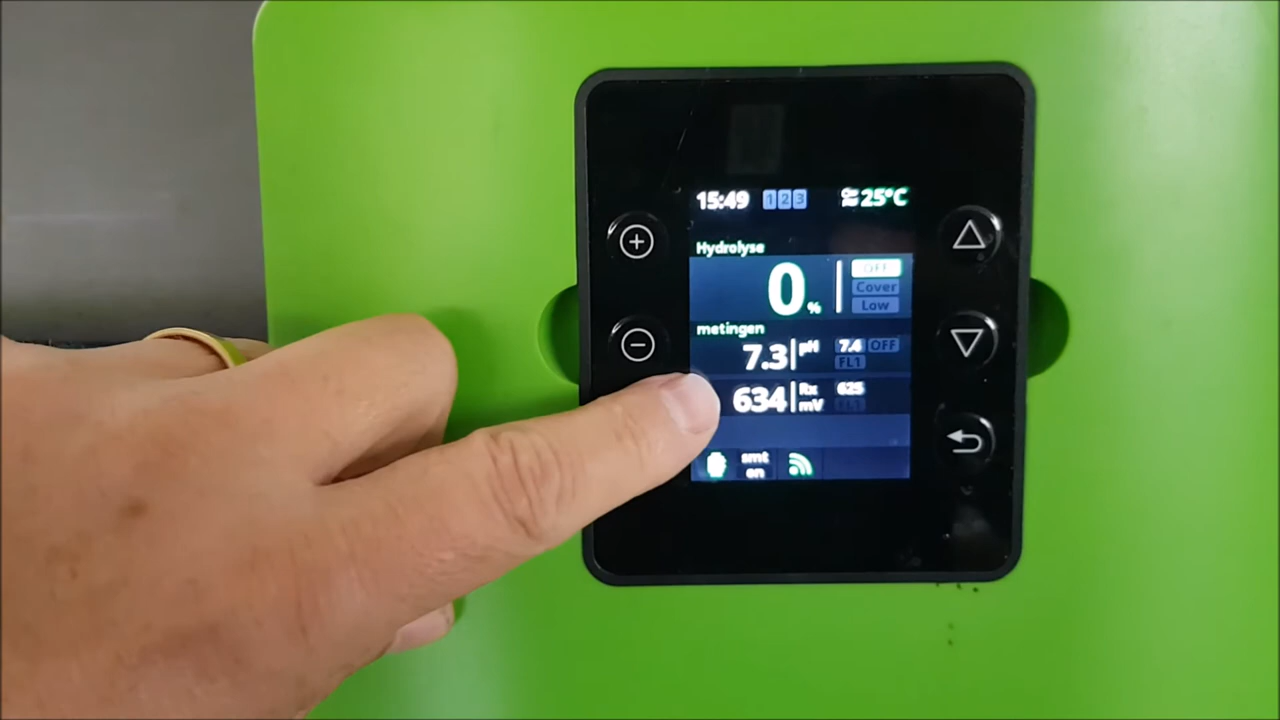 15:49 1 2 3 25°C
Hydrolyse
0 % OFF
Cover
Low
metingen
7.3 pH 7.4 OFF
FL1
634 Rx mV 625
FL1
smt
on